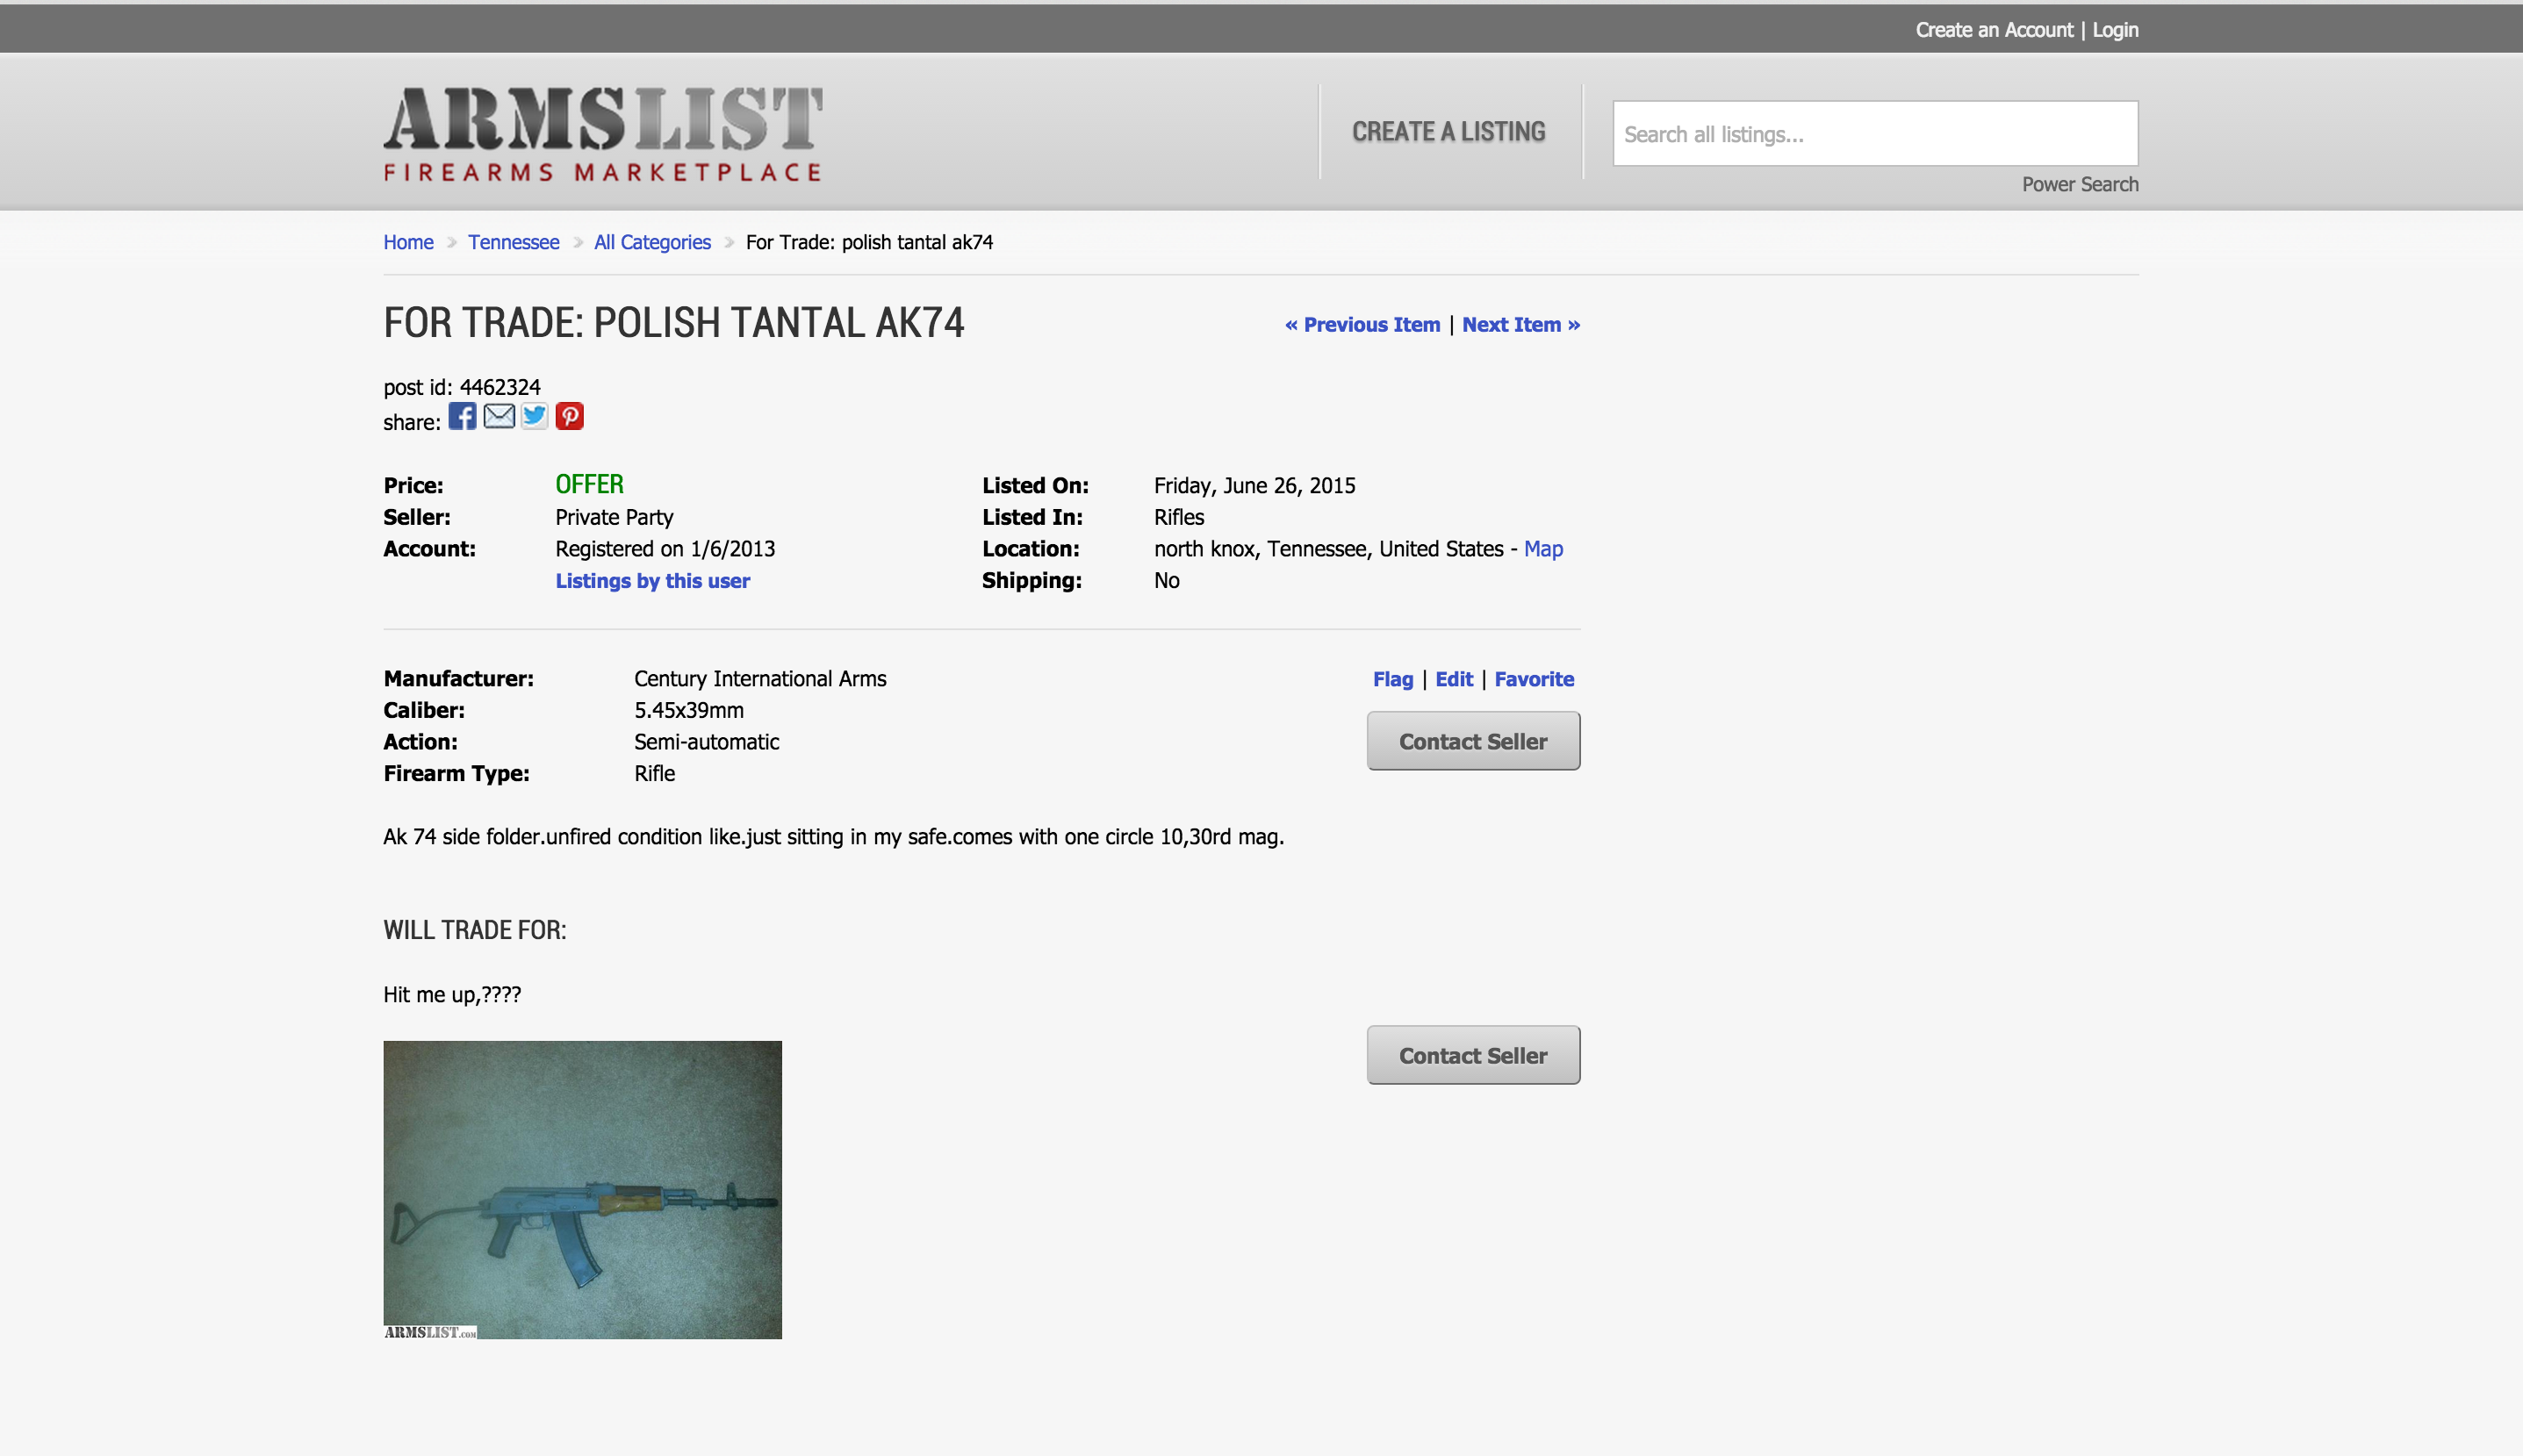 Create an Account | Login
ARMSLIST
FIREARMS MARKETPLACE
CREATE A LISTING
Search all listings...
Power Search
Home » Tennessee » All Categories » For Trade: polish tantal ak74
FOR TRADE: POLISH TANTAL AK74
« Previous Item | Next Item »
post id: 4462324
share:
Price: OFFER Listed On: Friday, June 26, 2015
Seller: Private Party Listed In: Rifles
Account: Registered on 1/6/2013 Location: north knox, Tennessee, United States - Map
Listings by this user Shipping: No
Manufacturer: Century International Arms
Flag | Edit | Favorite
Caliber: 5.45x39mm
Action: Semi-automatic
Contact Seller
Firearm Type: Rifle
Ak 74 side folder.unfired condition like.just sitting in my safe.comes with one circle 10,30rd mag.
WILL TRADE FOR:
Hit me up,????
Contact Seller
ARMSLIST.COM